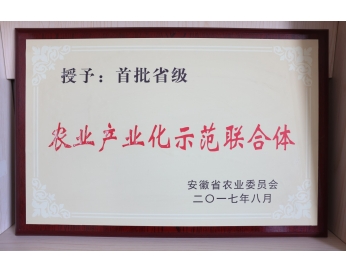 授予：首批省级
农业产业化示范联合体
安徽省农业委员会
二〇一七年八月